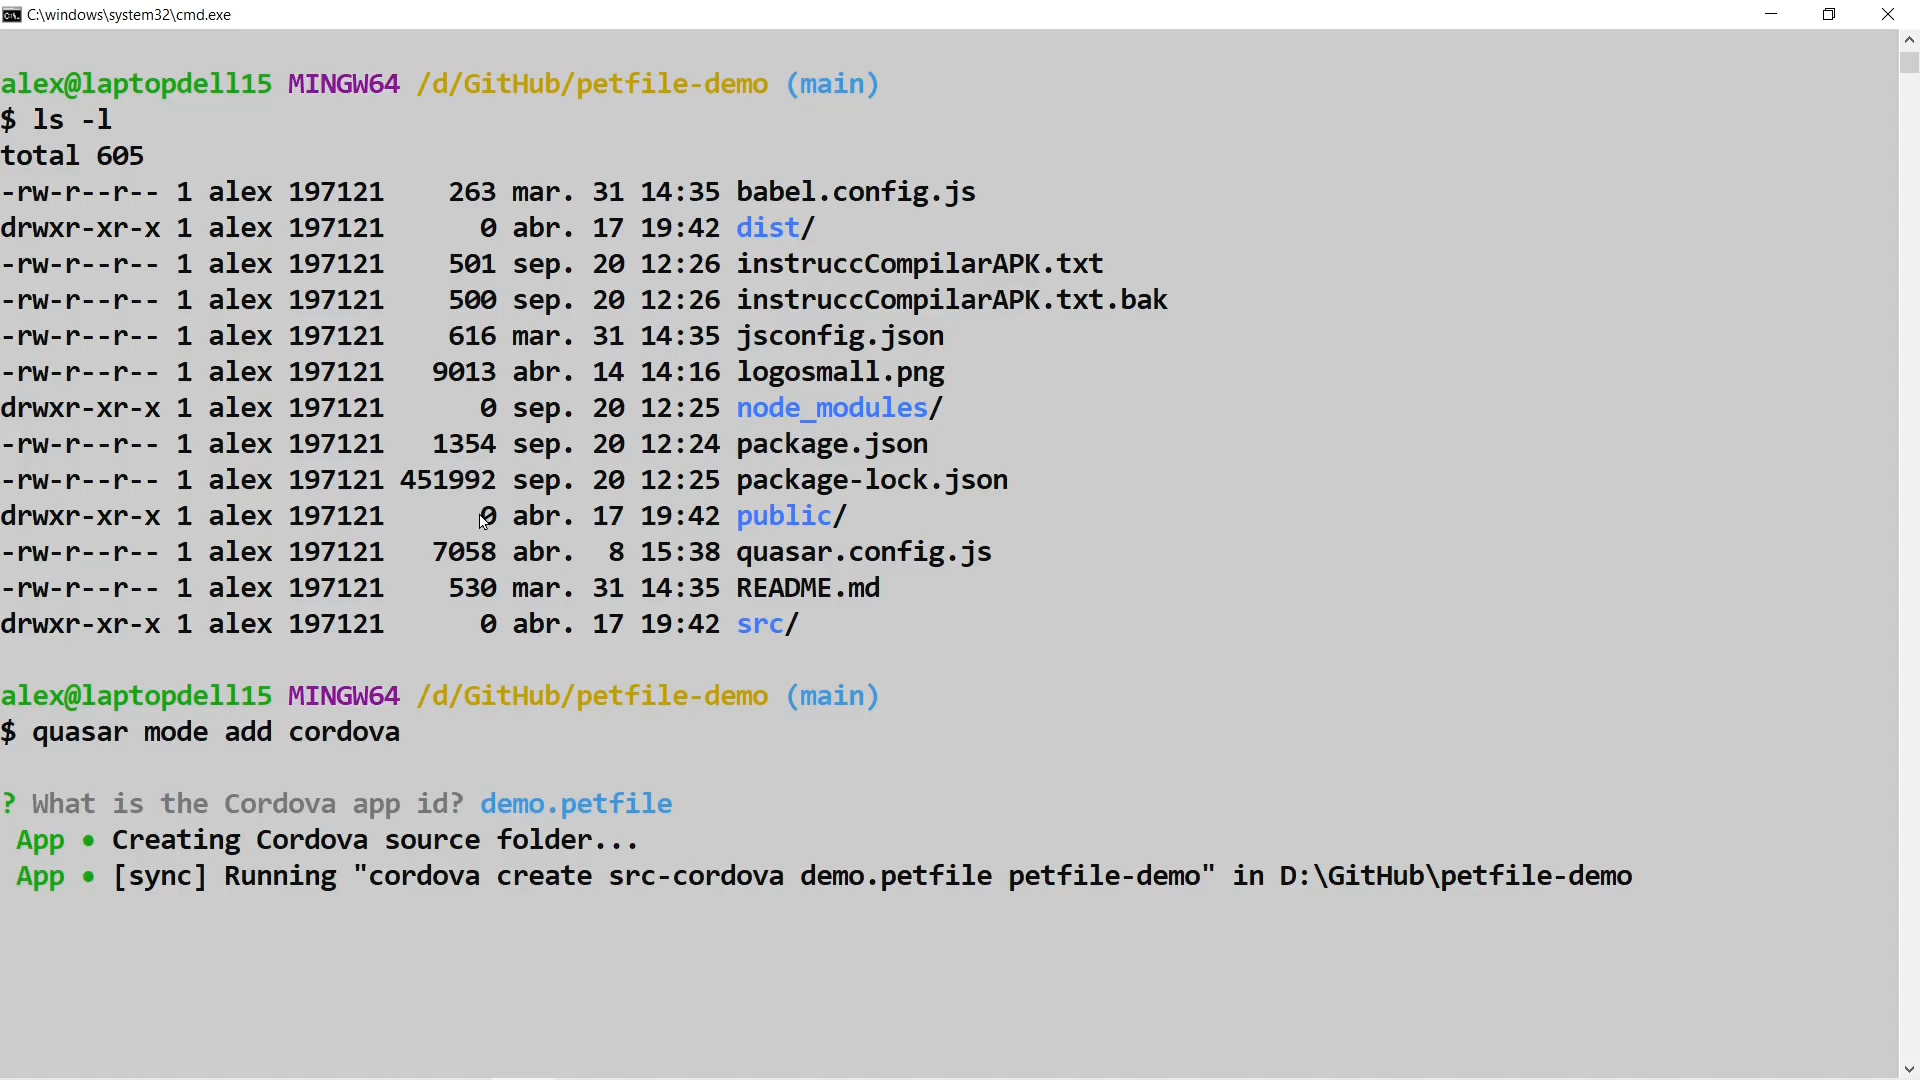 C:\windows\system32\cmd.exe
alex@laptopdell15 MINGW64 /d/GitHub/petfile-demo (main)
$ ls -l
total 605
-rw-r--r-- 1 alex 197121    263 mar. 31 14:35 babel.config.js
drwxr-xr-x 1 alex 197121      0 abr. 17 19:42 dist/
-rw-r--r-- 1 alex 197121    501 sep. 20 12:26 instruccCompilarAPK.txt
-rw-r--r-- 1 alex 197121    500 sep. 20 12:26 instruccCompilarAPK.txt.bak
-rw-r--r-- 1 alex 197121    616 mar. 31 14:35 jsconfig.json
-rw-r--r-- 1 alex 197121   9013 abr. 14 14:16 logosmall.png
drwxr-xr-x 1 alex 197121      0 sep. 20 12:25 node_modules/
-rw-r--r-- 1 alex 197121   1354 sep. 20 12:24 package.json
-rw-r--r-- 1 alex 197121 451992 sep. 20 12:25 package-lock.json
drwxr-xr-x 1 alex 197121      0 abr. 17 19:42 public/
-rw-r--r-- 1 alex 197121   7058 abr.  8 15:38 quasar.config.js
-rw-r--r-- 1 alex 197121    530 mar. 31 14:35 README.md
drwxr-xr-x 1 alex 197121      0 abr. 17 19:42 src/
alex@laptopdell15 MINGW64 /d/GitHub/petfile-demo (main)
$ quasar mode add cordova
? What is the Cordova app id? demo.petfile
App • Creating Cordova source folder...
App • [sync] Running "cordova create src-cordova demo.petfile petfile-demo" in D:\GitHub\petfile-demo